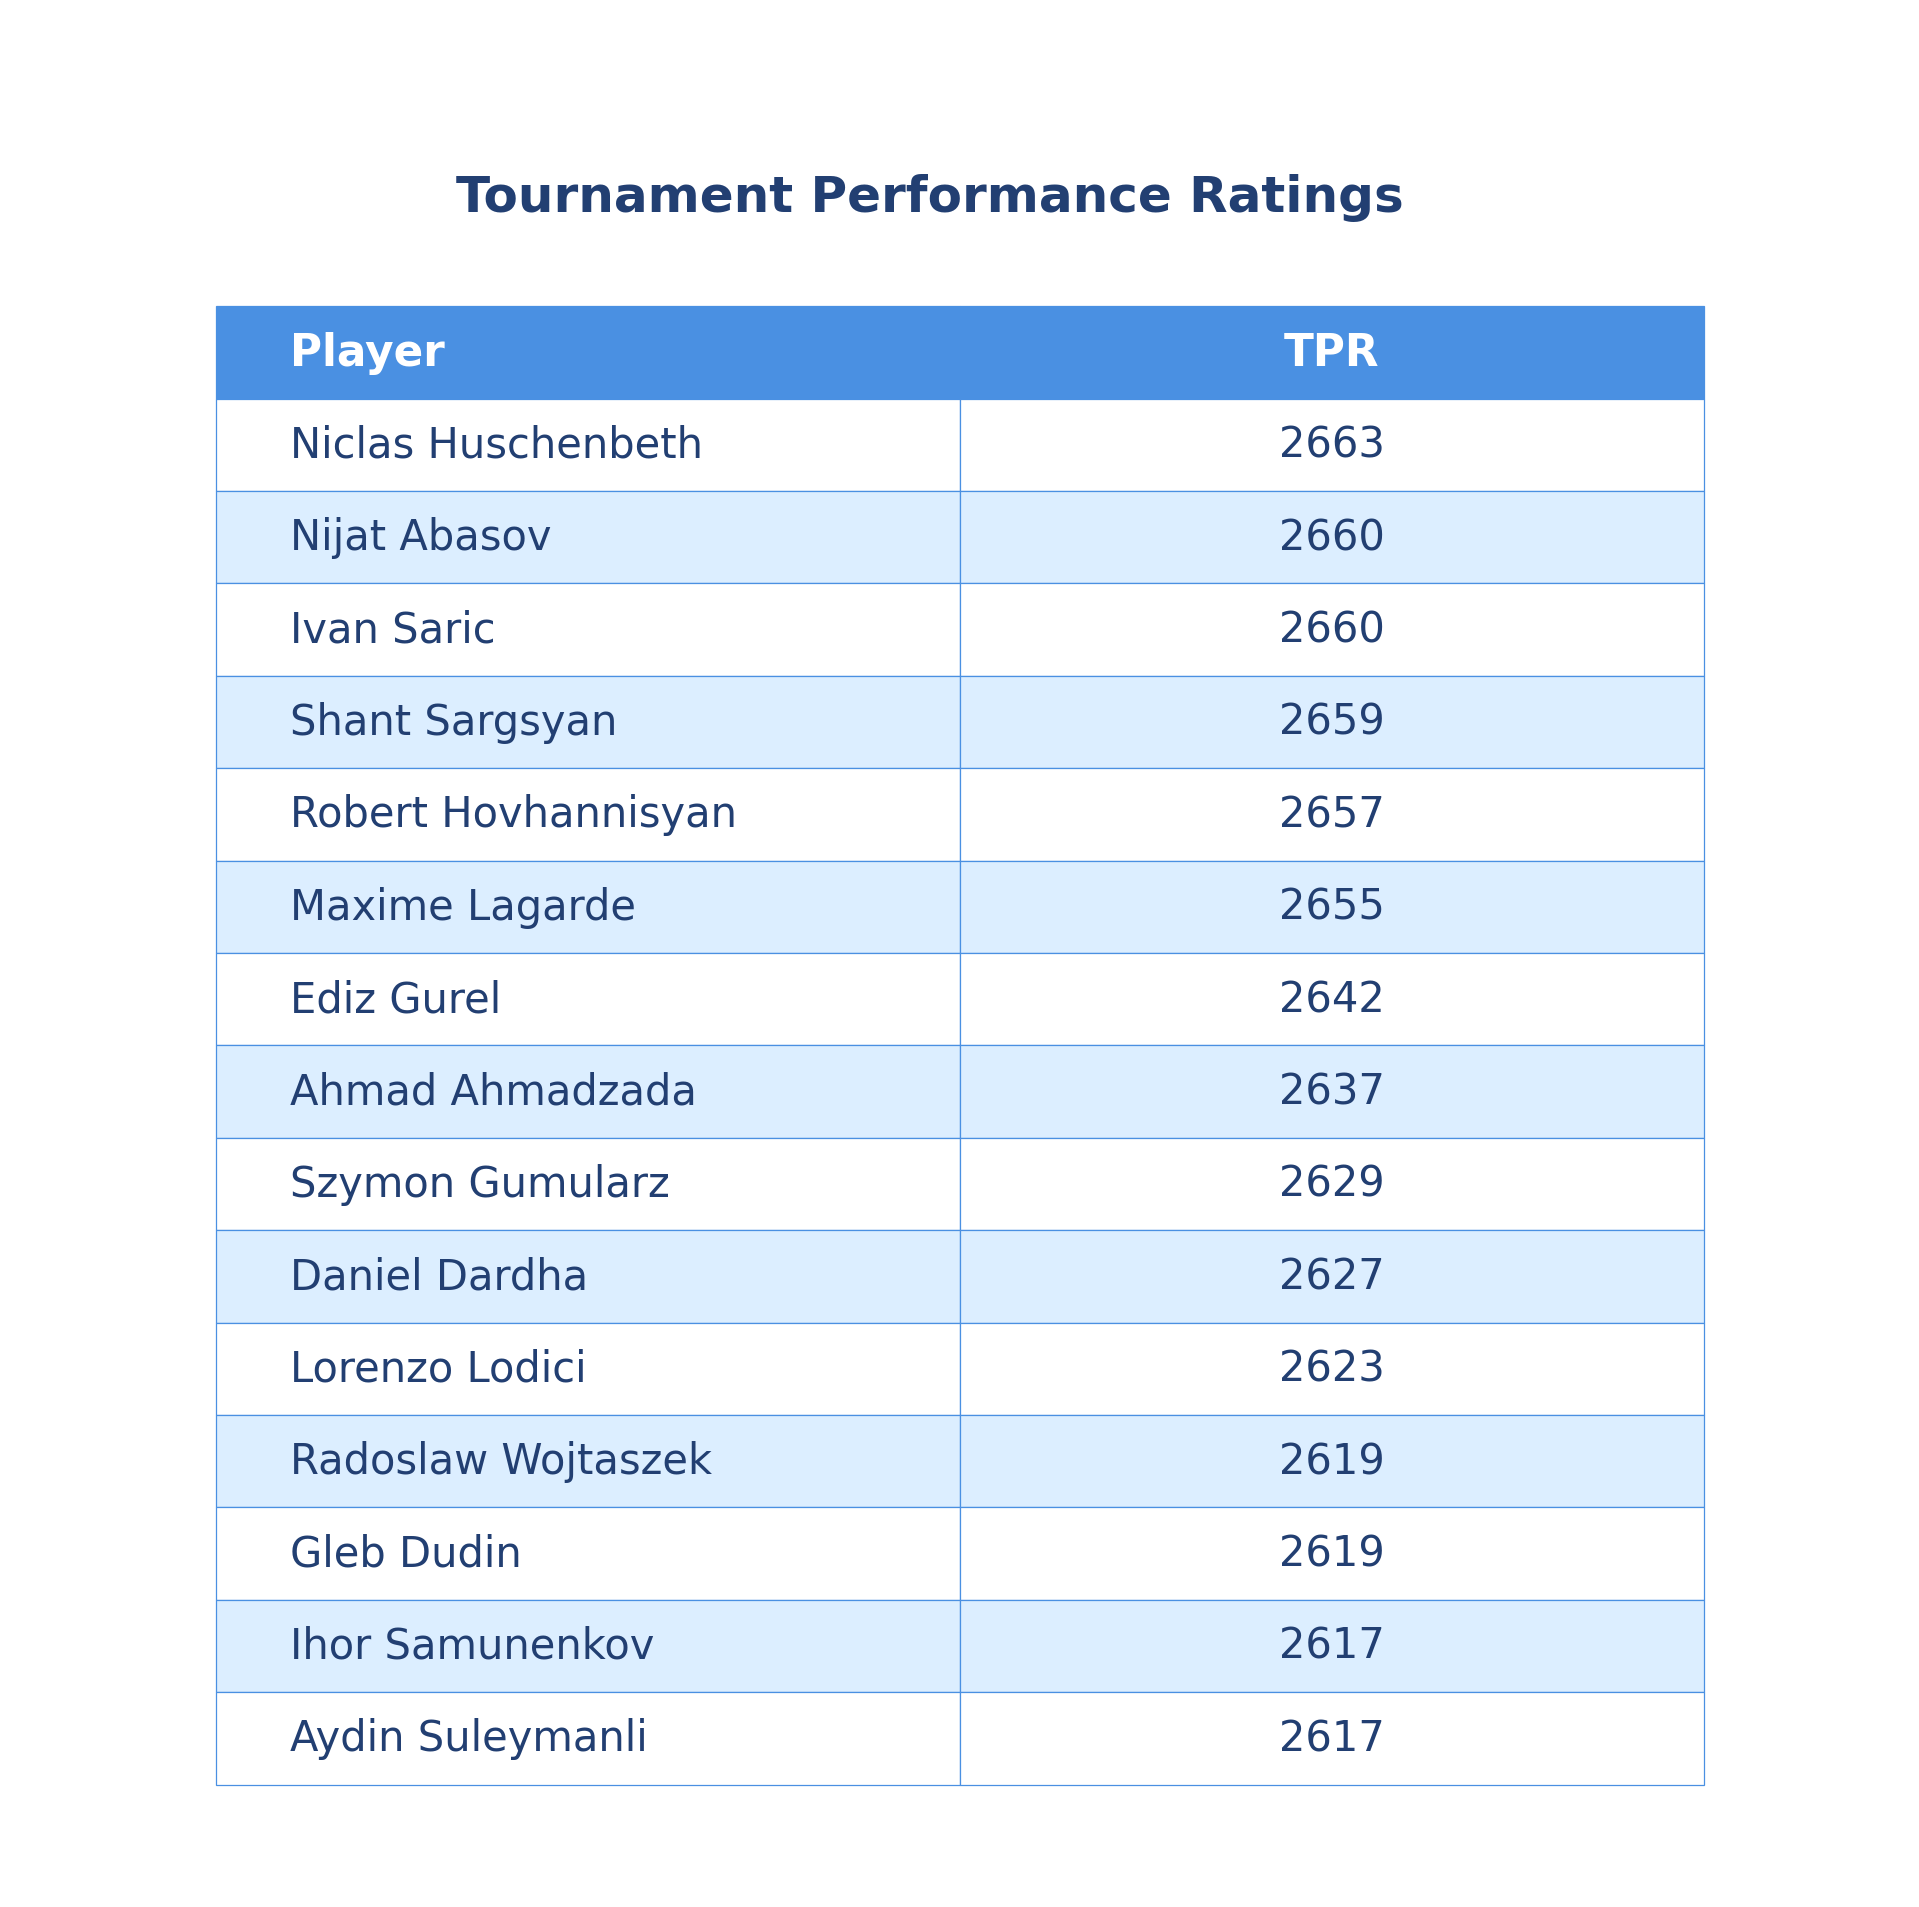 Tournament Performance Ratings
Player TPR
Niclas Huschenbeth 2663
Nijat Abasov 2660
Ivan Saric 2660
Shant Sargsyan 2659
Robert Hovhannisyan 2657
Maxime Lagarde 2655
Ediz Gurel 2642
Ahmad Ahmadzada 2637
Szymon Gumularz 2629
Daniel Dardha 2627
Lorenzo Lodici 2623
Radoslaw Wojtaszek 2619
Gleb Dudin 2619
Ihor Samunenkov 2617
Aydin Suleymanli 2617